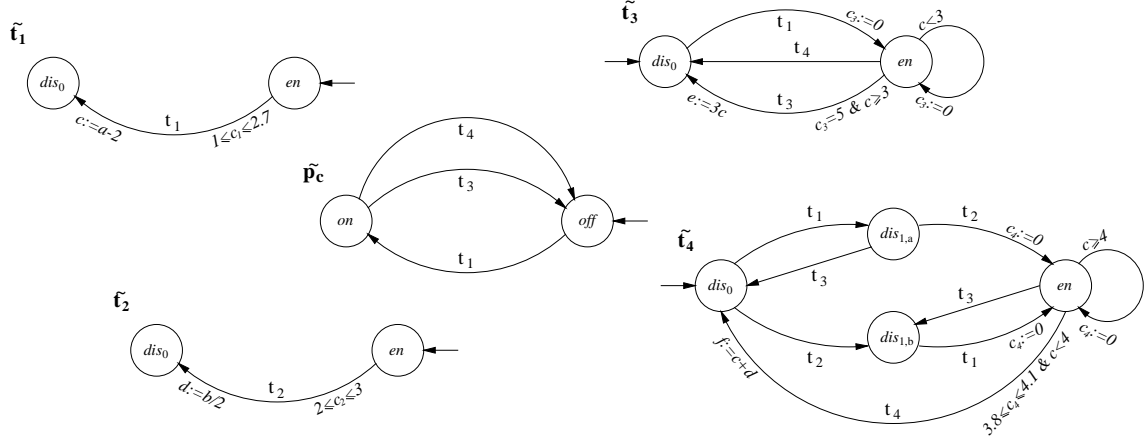 t̃₁
dis₀
en
c:=a-2
t₁
1≤c₁≤2.7
t̃₃
dis₀
en
t₁
c₃:=0
c<3
t₄
c₃:=0
e:=3c
t₃
c₃=5 & c≥3
p̃c
on
off
t₄
t₃
t₁
t̃₂
dis₀
en
d:=b/2
t₂
2≤c₂≤3
t̃₄
dis₀
dis₁,ₐ
dis₁,b
en
t₁
t₂
c₄:=0
c≥4
t₃
t₃
c₄:=0
t₂
t₁
c₄:=0
f:=c+d
t₄
3.8≤c₄≤4.1 & c<4